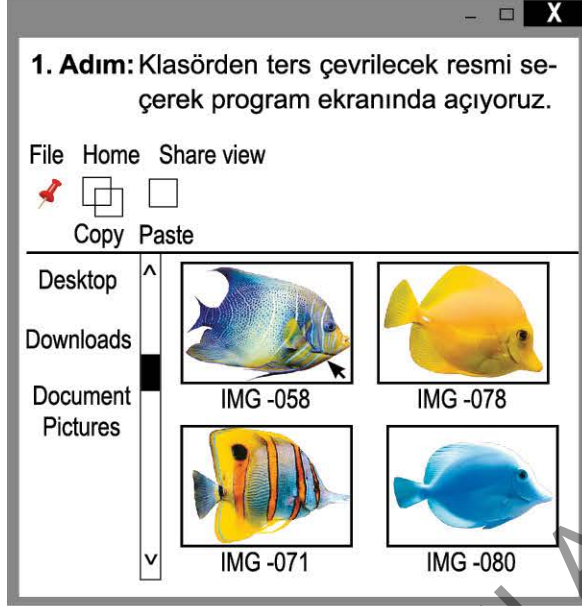 X
1. Adım: Klasörden ters çevrilecek resmi se-
çerek program ekranında açıyoruz.
File Home Share view
Copy Paste
Desktop
Downloads
Document
Pictures
IMG -058
IMG -078
IMG -071
IMG -080